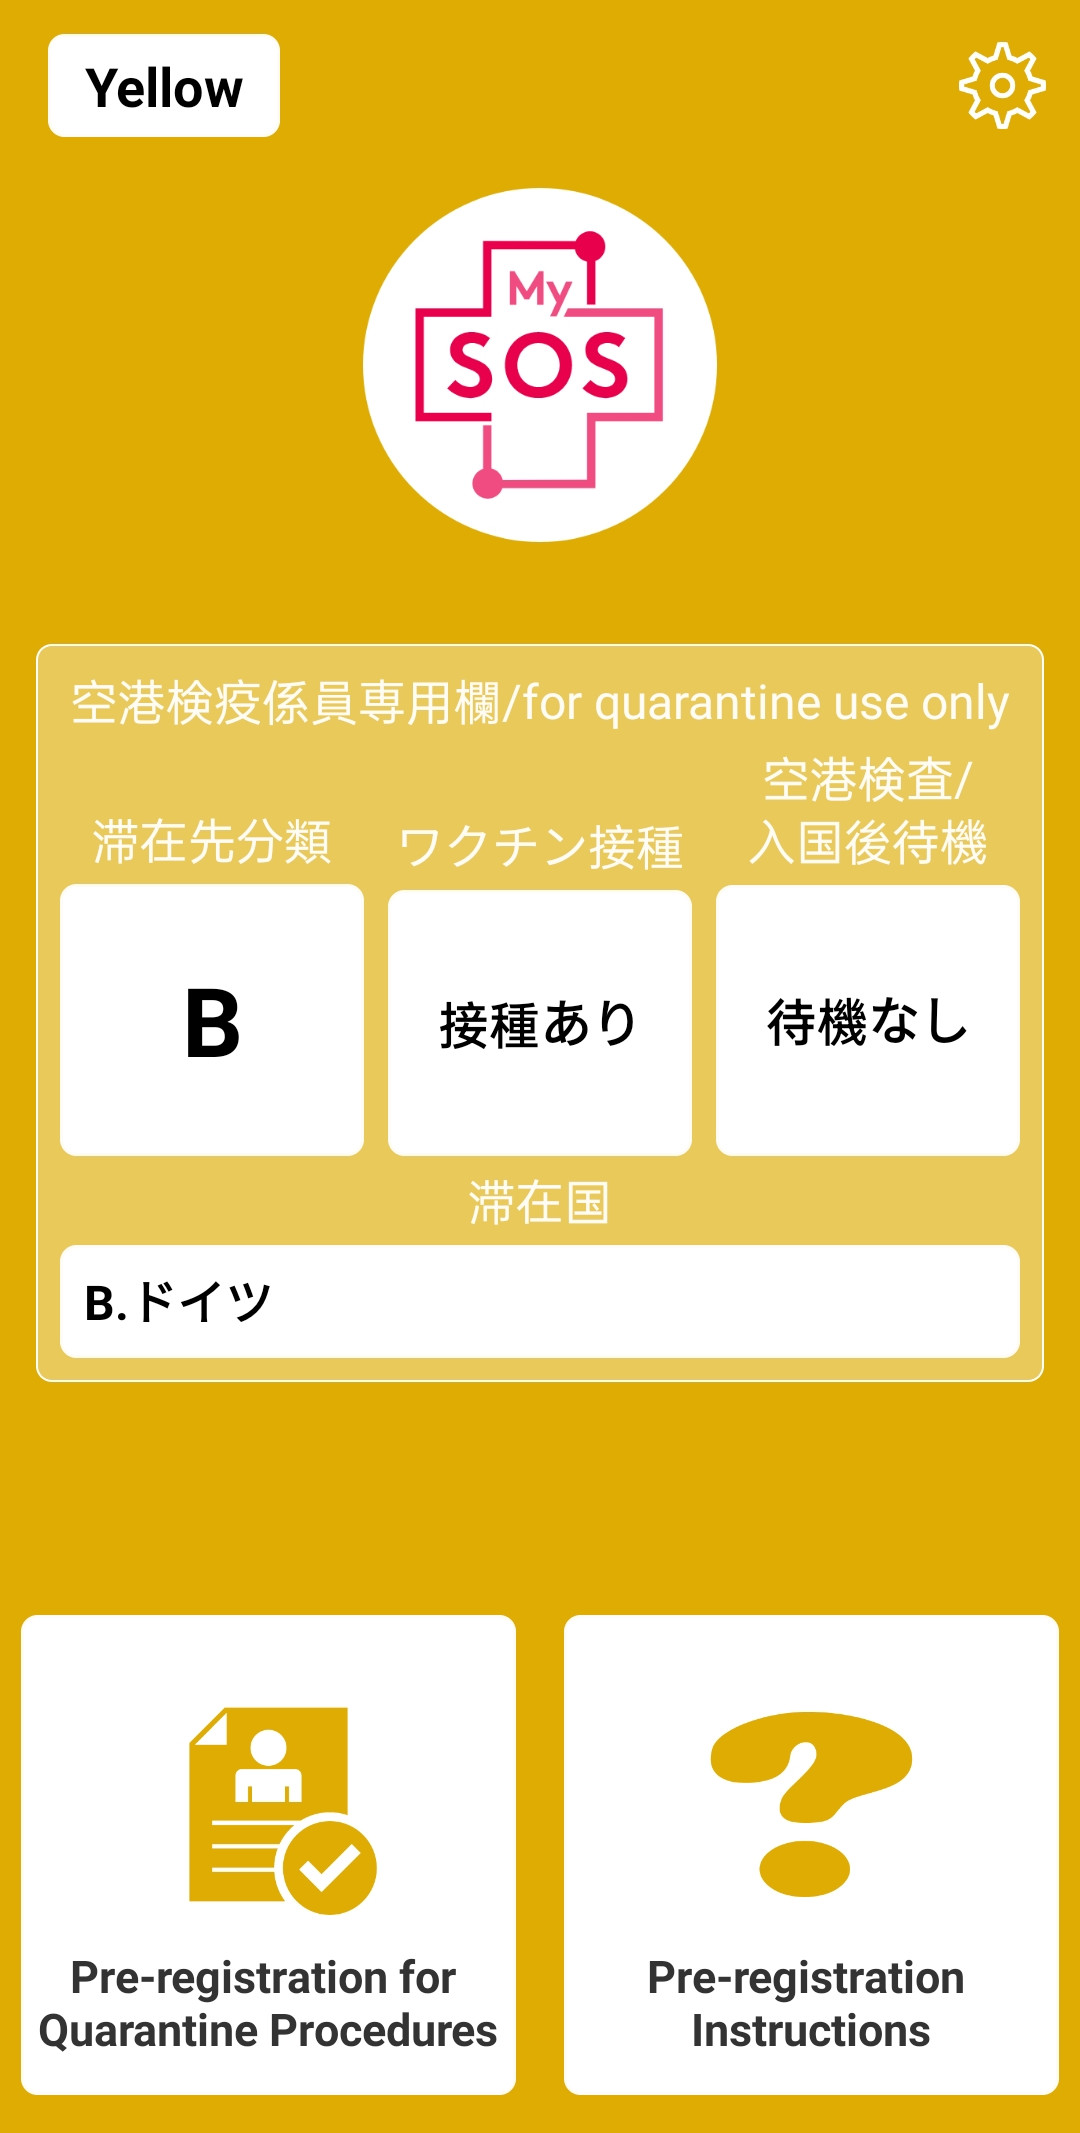 Yellow
My
SOS
空港検疫係員専用欄/for quarantine use only
滞在先分類
ワクチン接種
空港検査/
入国後待機
B
接種あり
待機なし
滞在国
B.ドイツ
Pre-registration for
Quarantine Procedures
Pre-registration
Instructions